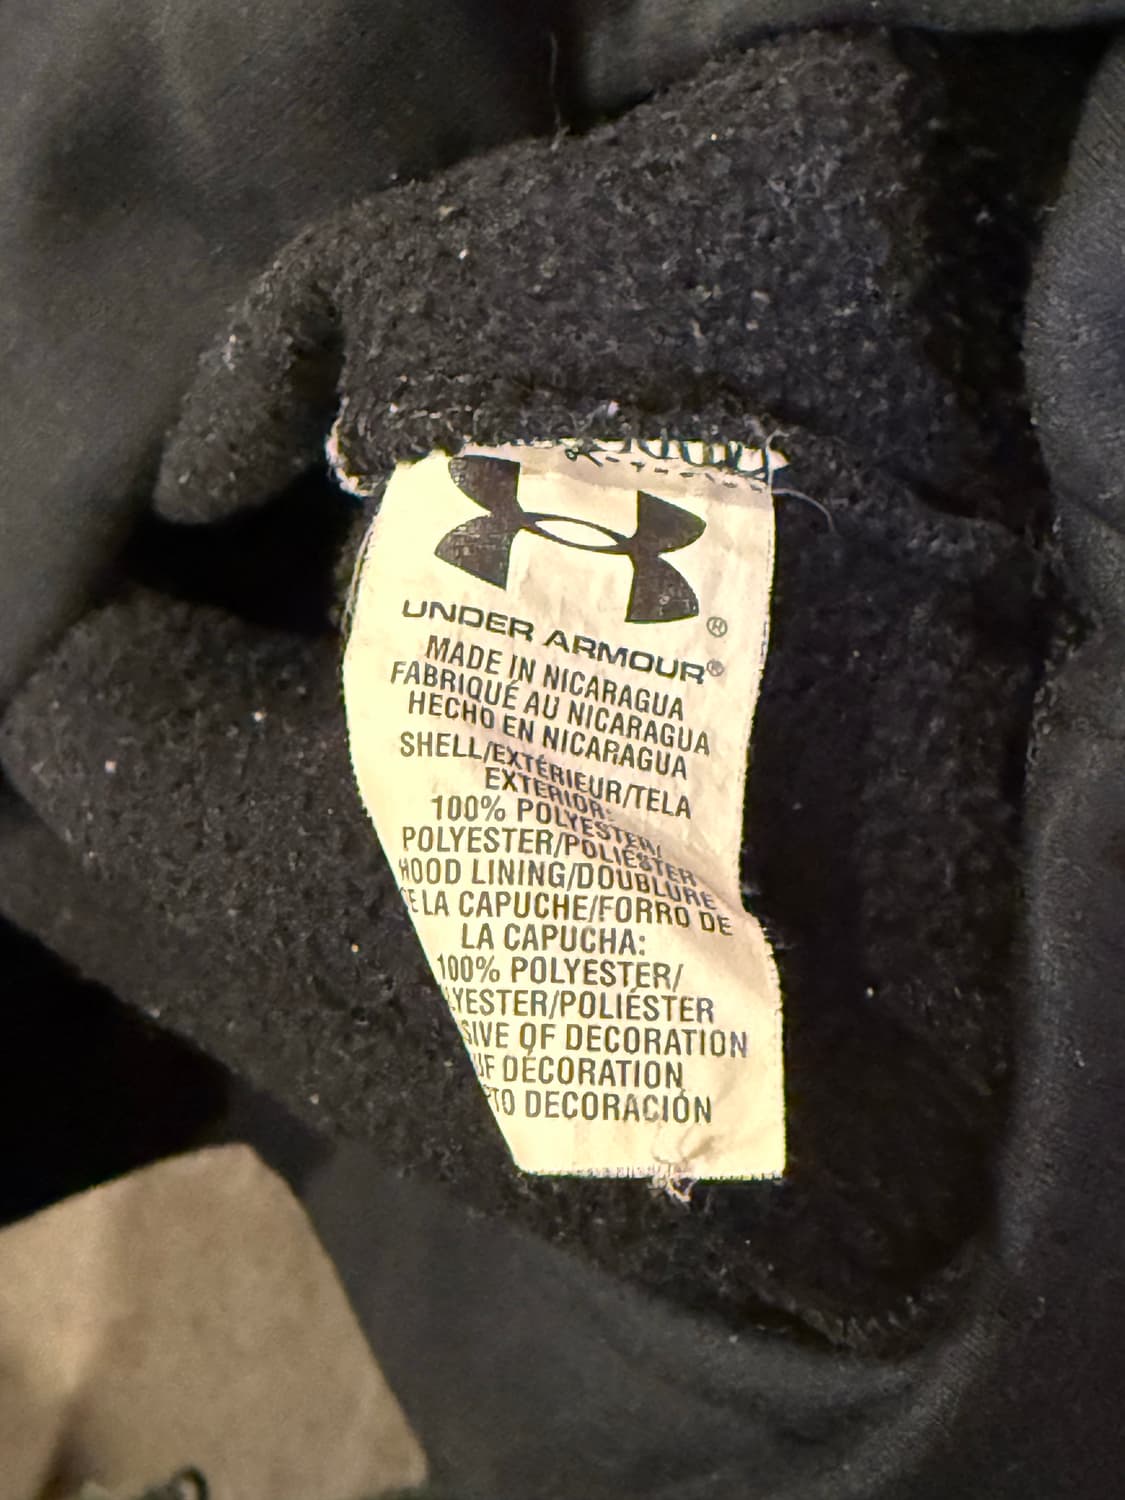 UNDER ARMOUR®
MADE IN NICARAGUA
FABRIQUÉ AU NICARAGUA
HECHO EN NICARAGUA
SHELL/EXTÉRIEUR/TELA
EXTERIOR:
100% POLYESTER/
POLYESTER/POLIÉSTER
HOOD LINING/DOUBLURE
LA CAPUCHE/FORRO DE
LA CAPUCHA:
100% POLYESTER/
/POLIÉSTER
OF DECORATION
DÉCORATION
DECORACIÓN